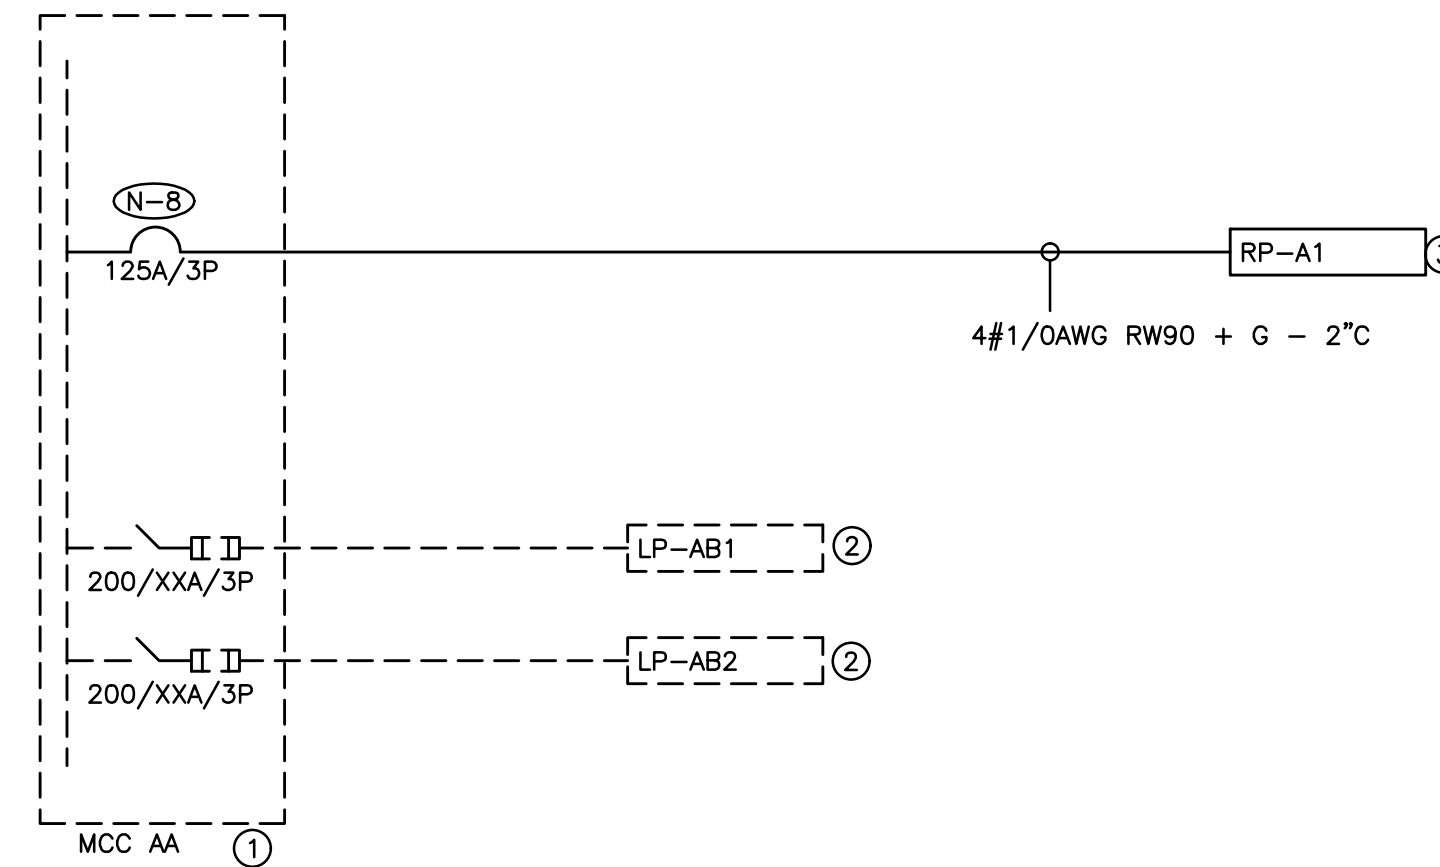 N-8
125A/3P
RP-A1
4#1/0AWG RW90 + G - 2”C
LP-AB1 2
200/XXA/3P
LP-AB2 2
200/XXA/3P
MCC AA 1